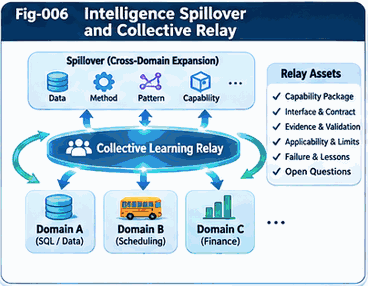 Fig-006
Intelligence Spillover
and Collective Relay
Spillover (Cross-Domain Expansion)
Data
Method
Pattern
Capability
...
Collective Learning Relay
Domain A
(SQL / Data)
Domain B
(Scheduling)
Domain C
(Finance)
...
Relay Assets
✓ Capability Package
✓ Interface & Contract
✓ Evidence & Validation
✓ Applicability & Limits
✓ Failure & Lessons
✓ Open Questions